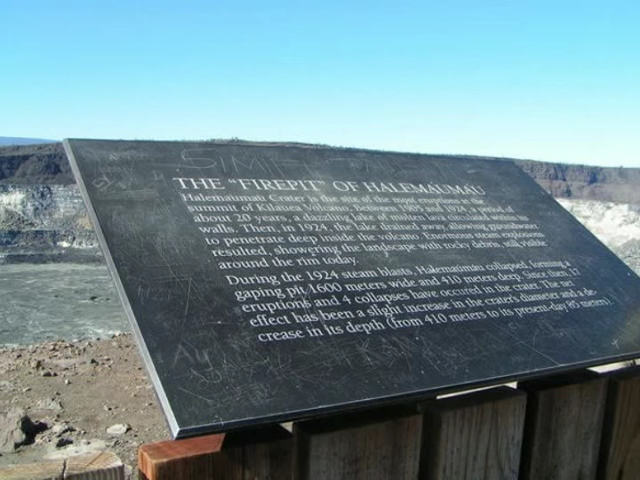 THE "FIREPIT" OF HALEMAUMAU
Halemaumau Crater is the site of the most eruptions at the
summit of Kilauea Volcano. Between 1905 and 1924, a period of
about 20 years, a dazzling lake of molten lava circulated within its
walls. Then, in 1924, the lake drained away, allowing groundwater
to penetrate deep inside the volcano. Enormous steam explosions
resulted, showering the landscape with rocky debris, still visible
around the rim today.
During the 1924 steam blasts, Halemaumau collapsed, forming a
gaping pit 1600 meters wide and 410 meters deep. Since then, 17
eruptions and 4 collapses have occurred in the crater. The net
effect has been a slight increase in the crater's diameter and a de-
crease in its depth (from 410 meters to its present-day 85 meters)